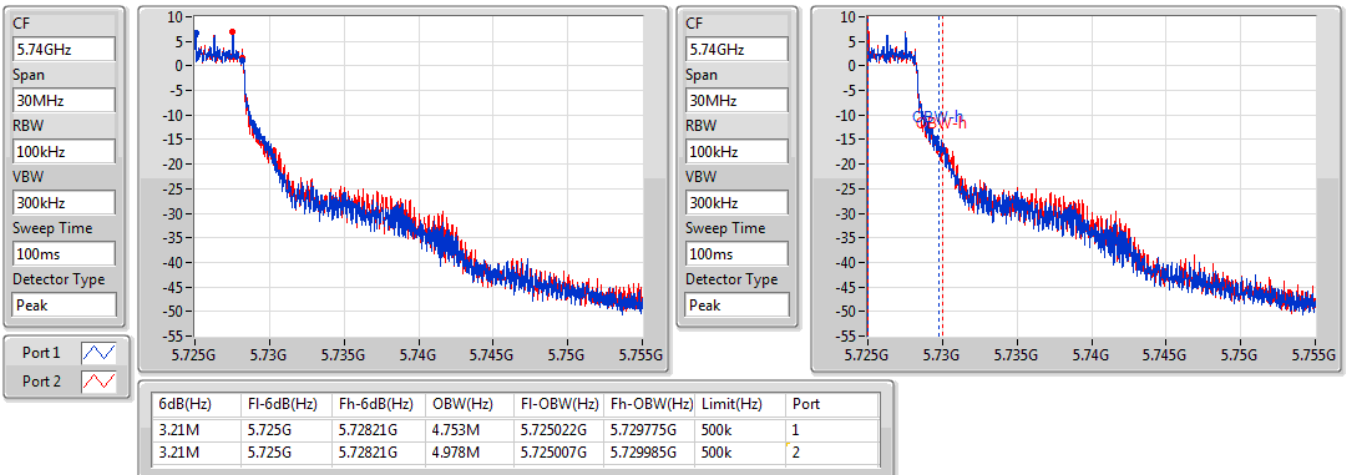 CF
5.74GHz
Span
30MHz
RBW
100kHz
VBW
300kHz
Sweep Time
100ms
Detector Type
Peak
10
5
0
-5
-10
-15
-20
-25
-30
-35
-40
-45
-50
-55
5.725G 5.73G 5.735G 5.74G 5.745G 5.75G 5.755G
CF
5.74GHz
Span
30MHz
RBW
100kHz
VBW
300kHz
Sweep Time
100ms
Detector Type
Peak
10
5
0
-5
-10
-15
-20
-25
-30
-35
-40
-45
-50
-55
OBW-h
OBW-h
5.725G 5.73G 5.735G 5.74G 5.745G 5.75G 5.755G
Port 1
Port 2
6dB(Hz) Fl-6dB(Hz) Fh-6dB(Hz) OBW(Hz) Fl-OBW(Hz) Fh-OBW(Hz) Limit(Hz) Port
3.21M 5.725G 5.72821G 4.753M 5.725022G 5.729775G 500k 1
3.21M 5.725G 5.72821G 4.978M 5.725007G 5.729985G 500k 2